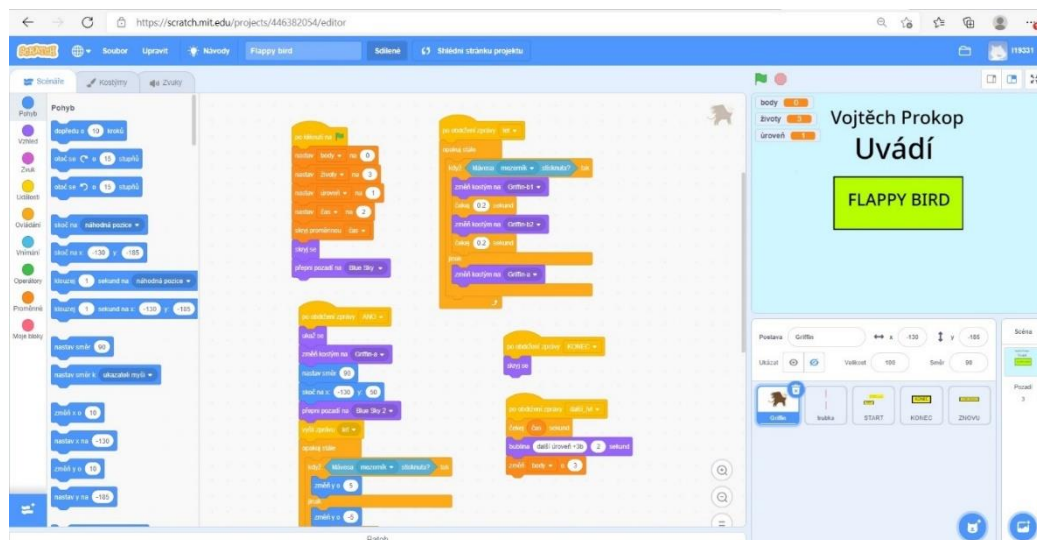 https://scratch.mit.edu/projects/446382054/editor
SCRATCH
Soubor Upravit Návody Flappy bird Sdílené Shlédni stránku projektu
Scénáře Kostýmy Zvuky
Pohyb
Vzhled
Zvuk
Události
Ovládání
Vnímání
Operátory
Proměnné
Moje bloky
Pohyb
dopředu o 10 kroků
otoč se o 15 stupňů
otoč se o 15 stupňů
skoč na náhodná pozice
skoč na x -130 y -185
klouzej 1 sekund na náhodná pozice
klouzej 1 sekund na x: -130 y -185
nastav směr 90
nastav směr k ukazateli myši
změň x o 10
nastav x na -130
změň y o 10
nastav y na -185
po kliknutí na
nastav body na 0
nastav životy na 3
nastav úroveň na 1
nastav čas na 2
skryj proměnnou čas
skryj se
přepni pozadí na Blue Sky
po obdržení zprávy ANO
ukaž se
změň kostým na Griffin-a
nastav směr 90
skoč na x: -130 y 50
přepni pozadí na Blue Sky 2
let
opakuj stále
když klávesa mezerník stisknuta? tak
změň y o 5
jinak
změň y o -5
po obdržení zprávy let
opakuj stále
když klávesa mezerník stisknuta? tak
změň kostým na Griffin-b1
čekej 0.2 sekund
změň kostým na Griffin-b2
čekej 0.2 sekund
jinak
změň kostým na Griffin-a
po obdržení zprávy KONEC
skryj se
po obdržení zprávy
čekej čas sekund
bublina další úroveň +3b 2 sekund
změň body o 3
body 0
životy 3
úroveň 1
Vojtěch Prokop
Uvádí
FLAPPY BIRD
Postava Griffin x -130 y -185
Ukázat Velikost 100 Směr 90
Griffin trubka START KONEC ZNOVU
Scéna
Pozadí
3
Batoh